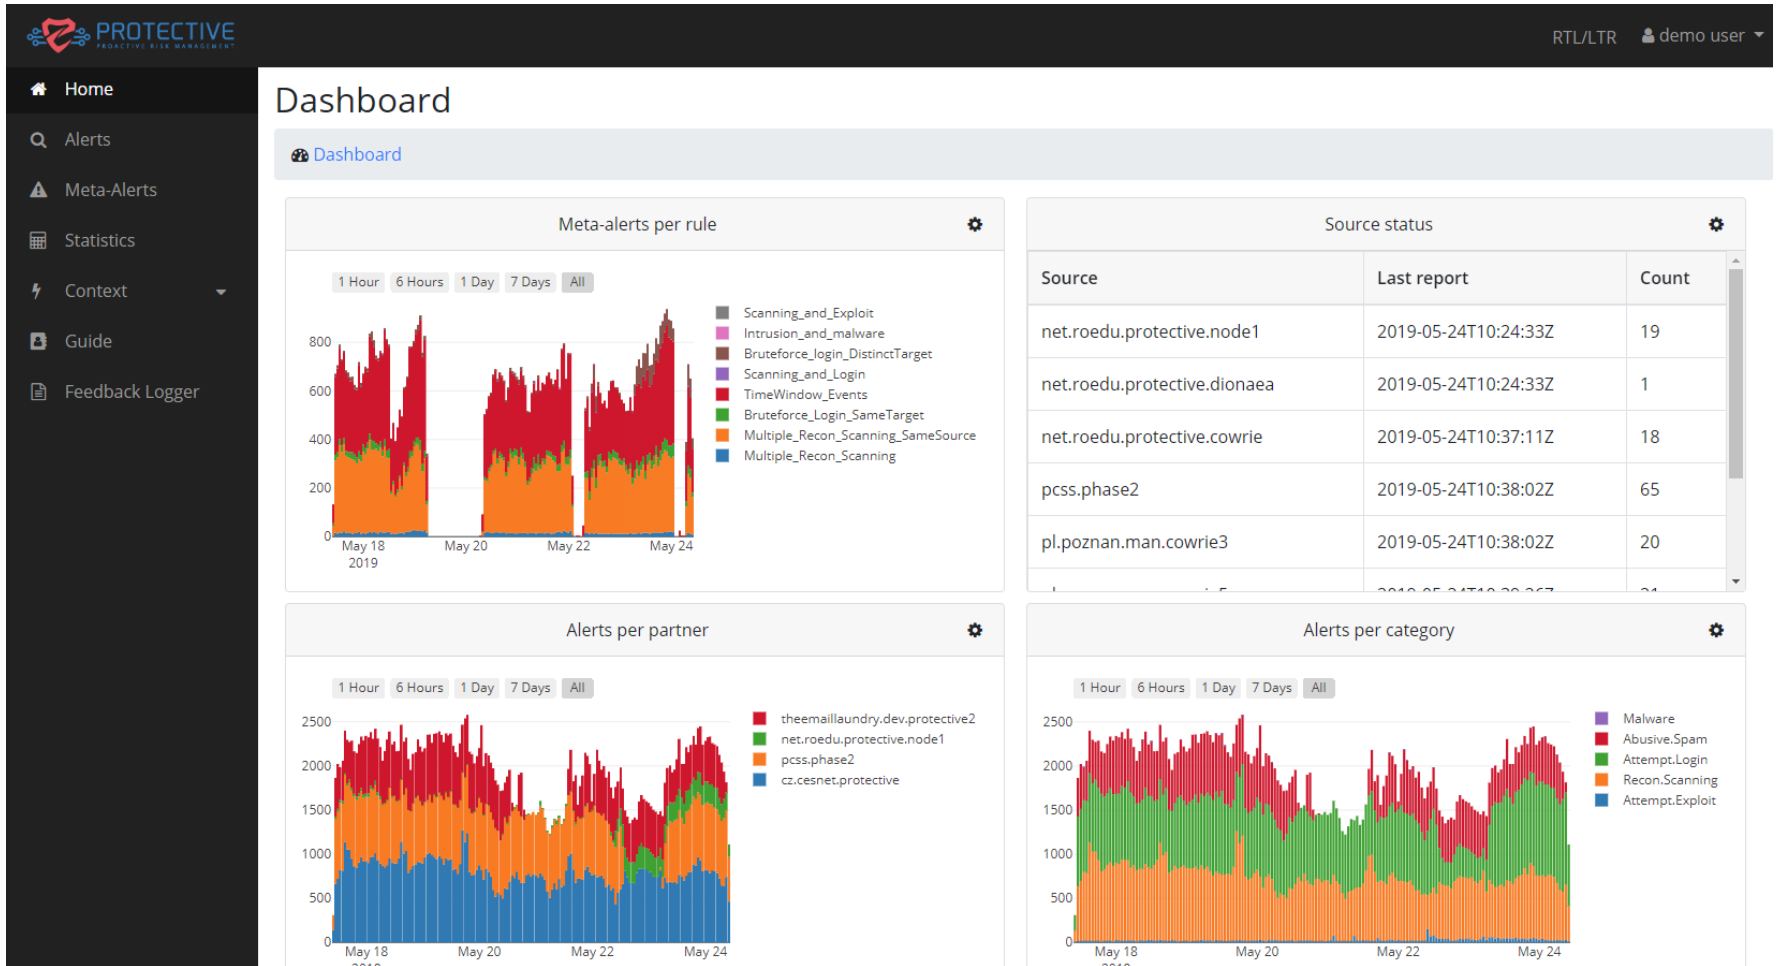 PROTECTIVE
PROACTIVE RISK MANAGEMENT
RTL/LTR demo user
Home
Alerts
Meta-Alerts
Statistics
Context
Guide
Feedback Logger
Dashboard
Dashboard
Meta-alerts per rule
1 Hour 6 Hours 1 Day 7 Days All
800
600
400
200
0
May 18 May 20 May 22 May 24
2019
Scanning_and_Exploit
Intrusion_and_malware
Bruteforce_login_DistinctTarget
Scanning_and_Login
TimeWindow_Events
Bruteforce_Login_SameTarget
Multiple_Recon_Scanning_SameSource
Multiple_Recon_Scanning
Source status
Source Last report Count
net.roedu.protective.node1 2019-05-24T10:24:33Z 19
net.roedu.protective.dionaea 2019-05-24T10:24:33Z 1
net.roedu.protective.cowrie 2019-05-24T10:37:11Z 18
pcss.phase2 2019-05-24T10:38:02Z 65
pl.poznan.man.cowrie3 2019-05-24T10:38:02Z 20
Alerts per partner
1 Hour 6 Hours 1 Day 7 Days All
2500
2000
1500
1000
500
0
May 18 May 20 May 22 May 24
theemaillaundry.dev.protective2
net.roedu.protective.node1
pcss.phase2
cz.cesnet.protective
Alerts per category
1 Hour 6 Hours 1 Day 7 Days All
2500
2000
1500
1000
500
0
May 18 May 20 May 22 May 24
Malware
Abusive.Spam
Attempt.Login
Recon.Scanning
Attempt.Exploit